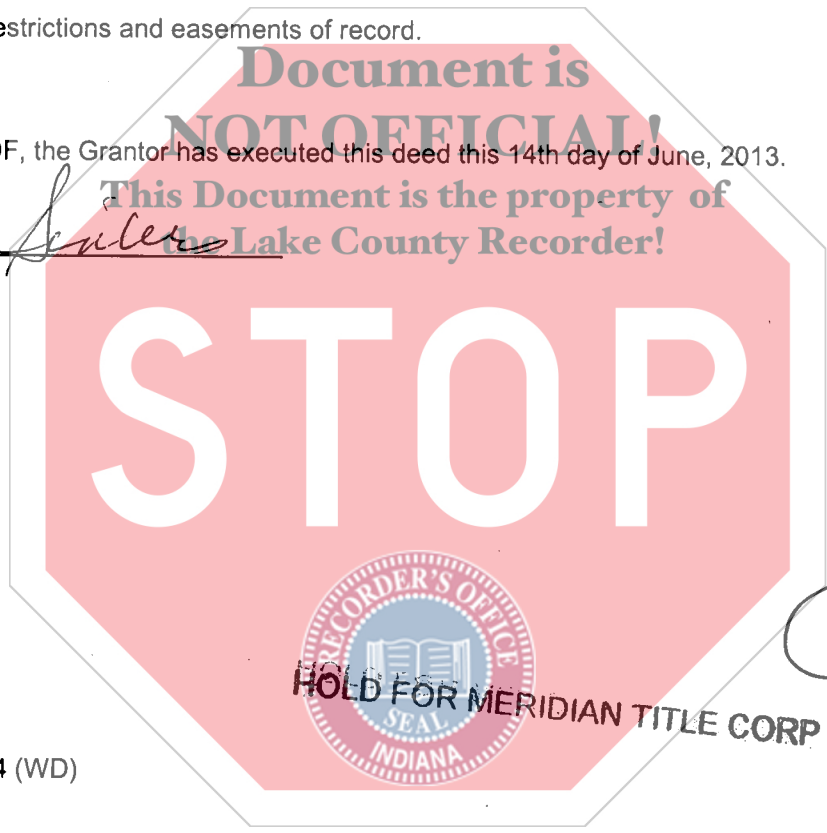 estrictions and easements of record.
Document is
NOT OFFICIAL!
F, the Grantor has executed this deed this 14th day of June, 2013.
This Document is the property of
the Lake County Recorder!
STOP
RECORDER'S OFFICE
HOLD FOR MERIDIAN TITLE CORP
SEAL
INDIANA
4 (WD)